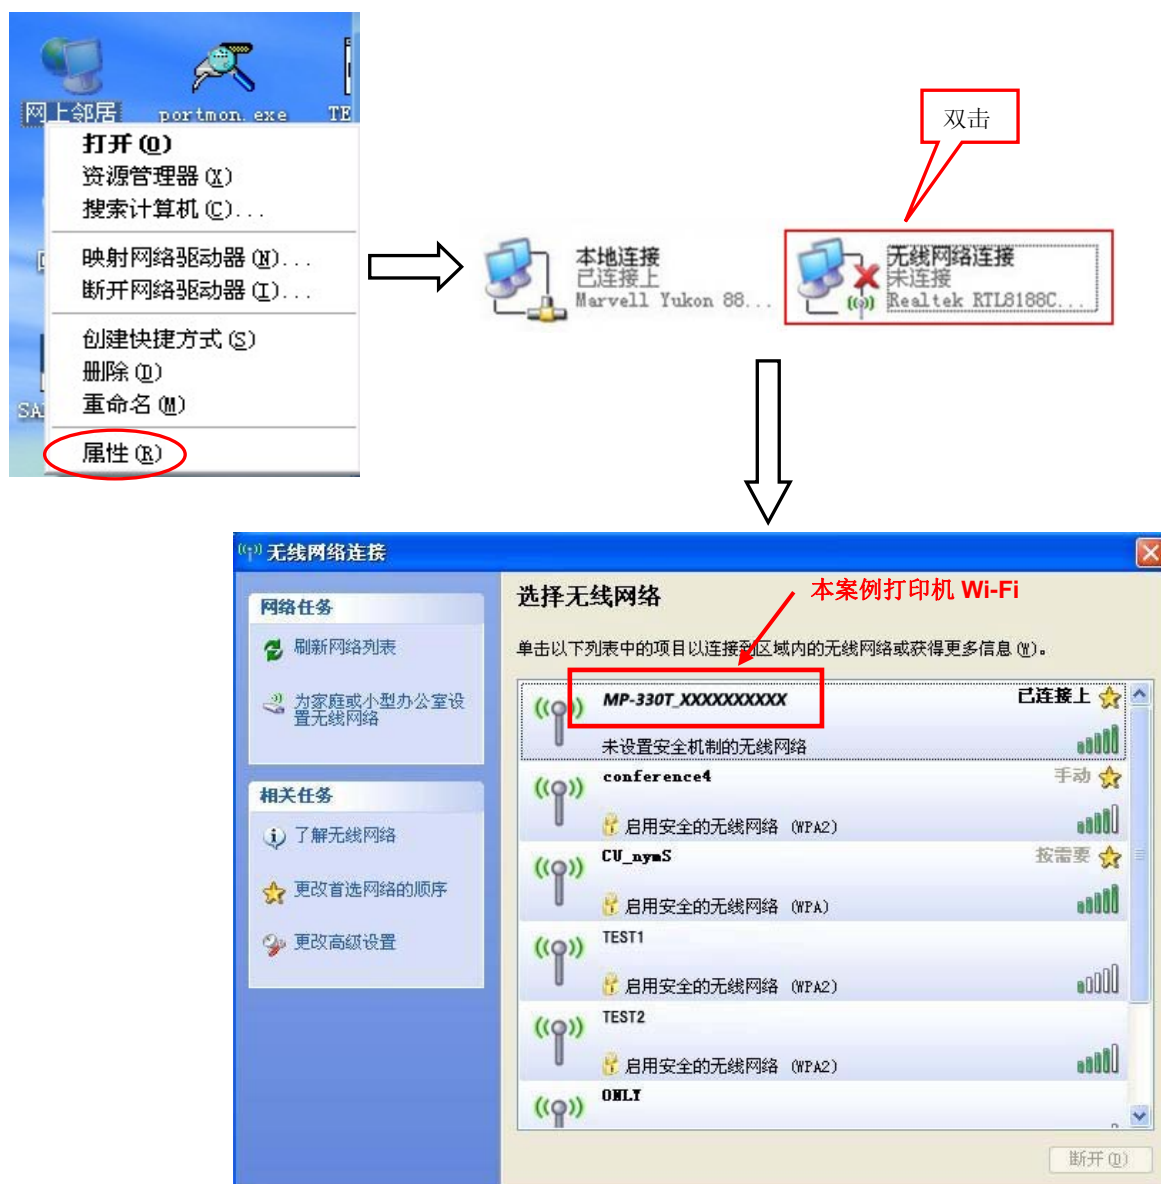 网上邻居
portmon.exe
TE
打开(O)
资源管理器(X)
搜索计算机(C)...
映射网络驱动器(N)...
断开网络驱动器(I)...
创建快捷方式(S)
删除(D)
重命名(M)
SA
属性(R)
双击
本地连接
已连接上
Marvell Yukon 88...
无线网络连接
未连接
Realtek RTL8188C...
无线网络连接
网络任务
刷新网络列表
为家庭或小型办公室设
置无线网络
相关任务
了解无线网络
更改首选网络的顺序
更改高级设置
选择无线网络
本案例打印机 Wi-Fi
单击以下列表中的项目以连接到区域内的无线网络或获得更多信息(W)。
MP-330T_XXXXXXXXXX 已连接上
未设置安全机制的无线网络
conference4 手动
启用安全的无线网络 (WPA2)
CU_nymS 按需要
启用安全的无线网络 (WPA)
TEST1
启用安全的无线网络 (WPA2)
TEST2
启用安全的无线网络 (WPA2)
ONLY
断开(D)